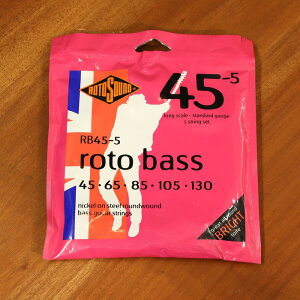 ROTOSOUND
45-5
long scale - standard gauge
5 string set
RB45-5
roto bass
45 • 65 • 85 • 105 • 130
nickel on steel roundwound
bass guitar strings
BRIGHT